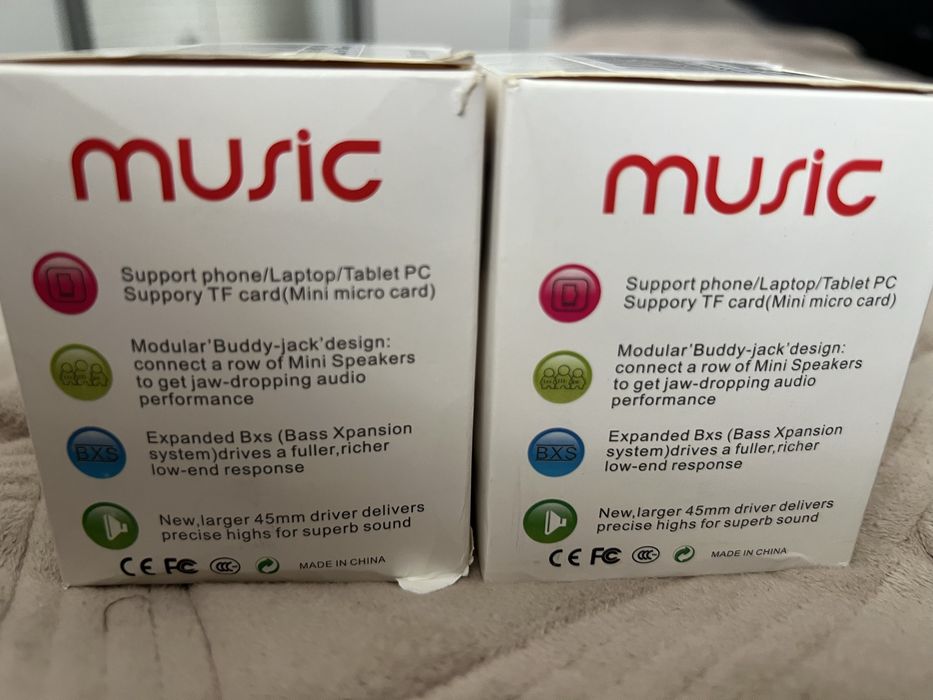 music
Support phone/Laptop/Tablet PC
Suppory TF card(Mini micro card)
Modular'Buddy-jack'design:
connect a row of Mini Speakers
to get jaw-dropping audio
performance
BXS
Expanded Bxs (Bass Xpansion
system)drives a fuller,richer
low-end response
New,larger 45mm driver delivers
precise highs for superb sound
CE FC CCC MADE IN CHINA
music
Support phone/Laptop/Tablet PC
Suppory TF card(Mini micro card)
Modular'Buddy-jack'design:
connect a row of Mini Speakers
to get jaw-dropping audio
performance
BXS
Expanded Bxs (Bass Xpansion
system)drives a fuller,richer
low-end response
New,larger 45mm driver delivers
precise highs for superb sound
CE FC CCC MADE IN CHINA